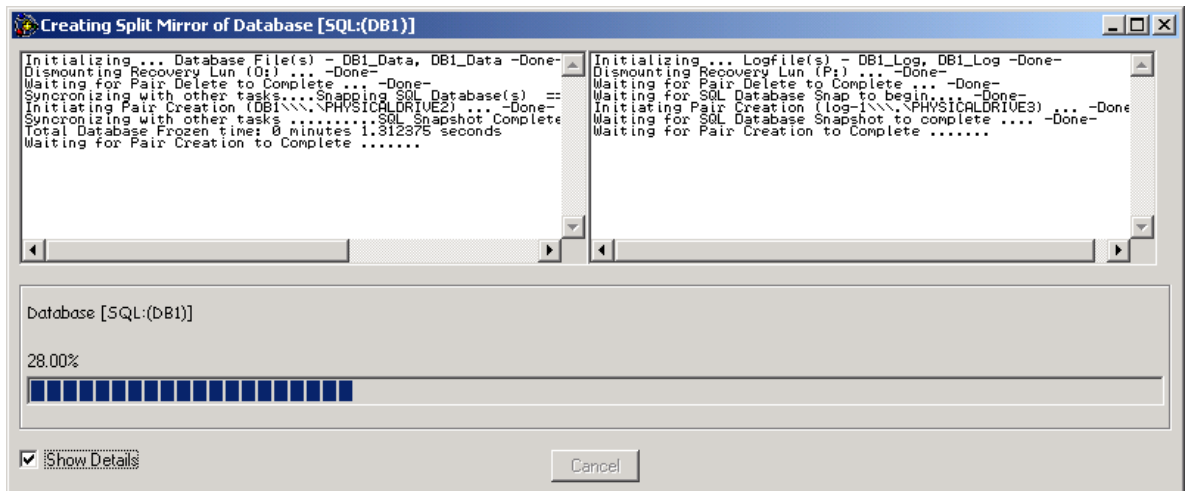 Creating Split Mirror of Database [SQL:(DB1)]
Initializing ... Database File(s) - DB1_Data, DB1_Data -Done-
Dismounting Recovery Lun (O:) ... -Done-
Waiting for Pair Delete to Complete ... -Done-
Syncronizing with other tasks....Snapping SQL Database(s) ==
Initiating Pair Creation (DB1\\\.\PHYSICALDRIVE2) ... -Done-
Syncronizing with other tasks ..........SQL Snapshot Complete
Total Database Frozen time: 0 minutes 1.312375 seconds
Waiting for Pair Creation to Complete .......
Initializing ... Logfile(s) - DB1_Log, DB1_Log -Done-
Dismounting Recovery Lun (P:) ... -Done-
Waiting for Pair Delete to Complete ... -Done-
Waiting for SQL Database Snap to begin.... -Done-
Initiating Pair Creation (log-1\\\.\PHYSICALDRIVE3) ... -Done
Waiting for SQL Database Snapshot to complete .... -Done-
Waiting for Pair Creation to Complete .......
Database [SQL:(DB1)]
28.00%
Show Details
Cancel